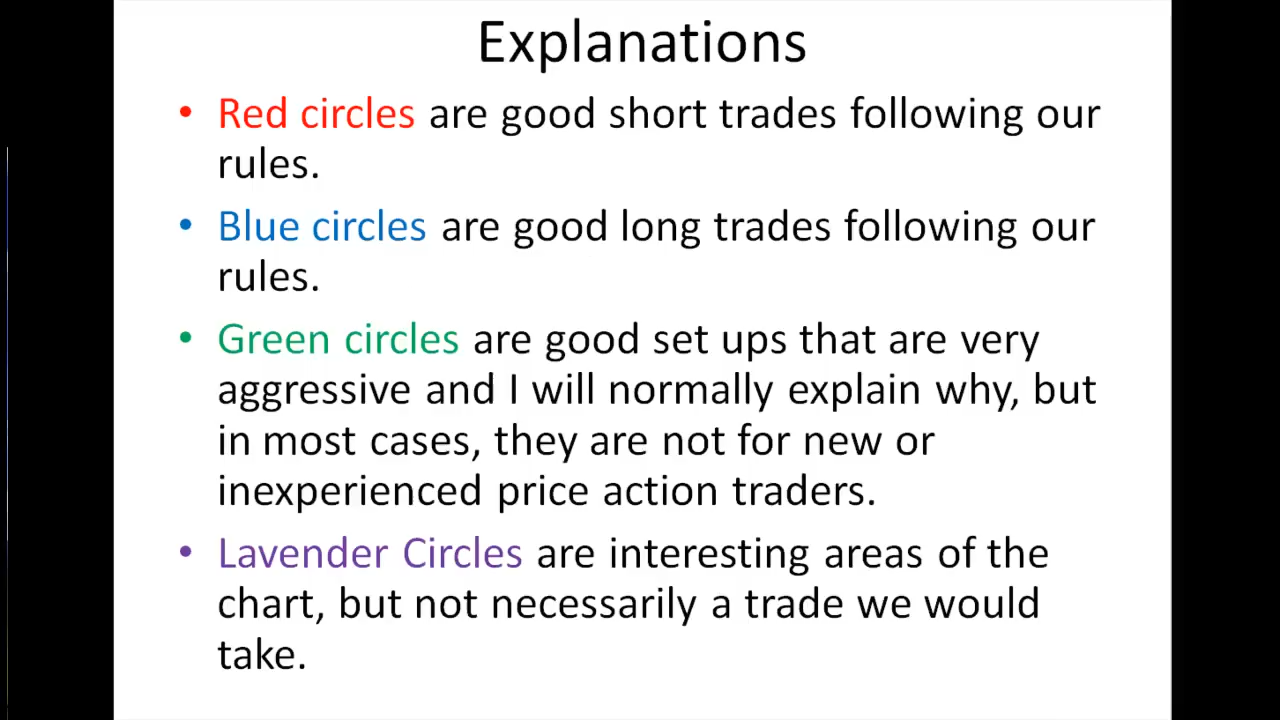 Explanations
• Red circles are good short trades following our
rules.
• Blue circles are good long trades following our
rules.
• Green circles are good set ups that are very
aggressive and I will normally explain why, but
in most cases, they are not for new or
inexperienced price action traders.
• Lavender Circles are interesting areas of the
chart, but not necessarily a trade we would
take.